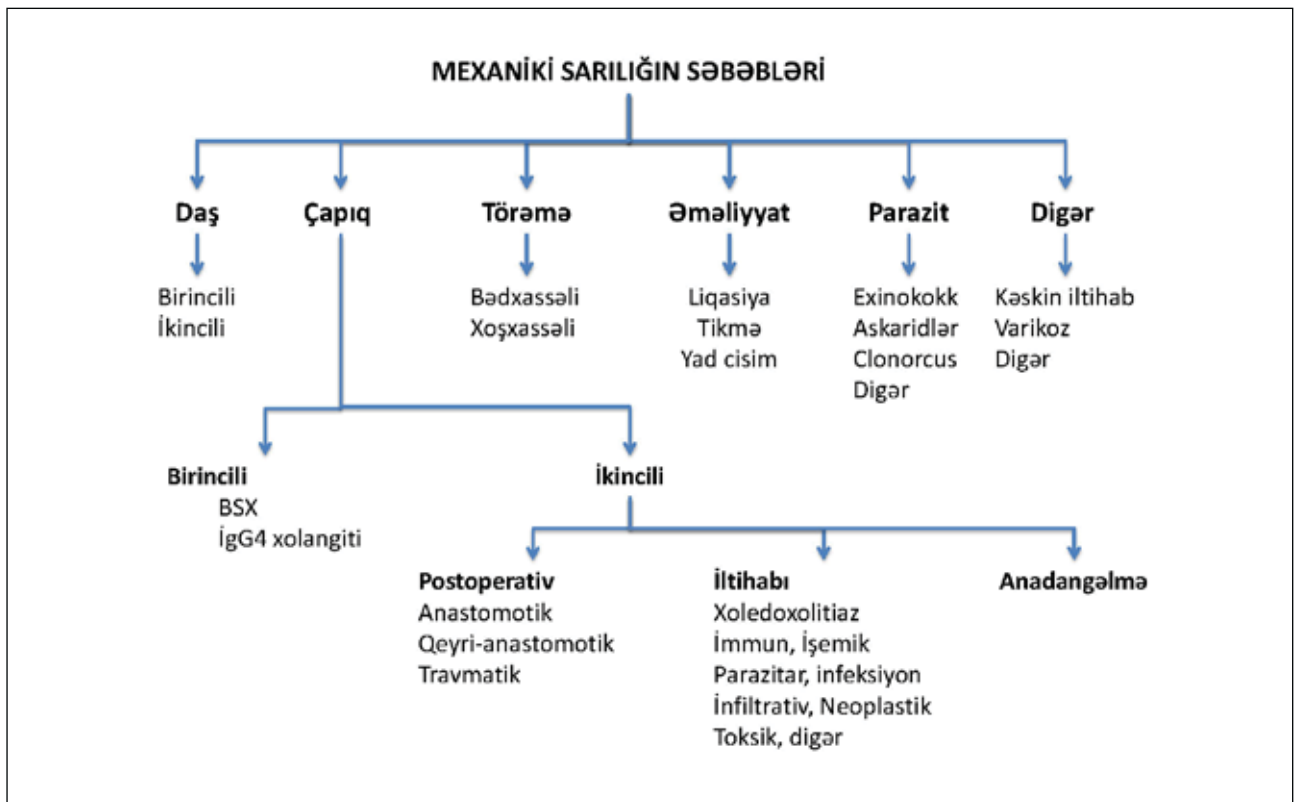 MEXANİKİ SARILIĞIN SƏBƏBLƏRİ
Daş
Birincili
İkincili
Çapıq
Törəmə
Bədxassəli
Xoşxassəli
Əməliyyat
Liqasiya
Tikmə
Yad cisim
Parazit
Exinokokk
Askaridlər
Clonorcus
Digər
Digər
Kəskin iltihab
Varikoz
Digər
Birincili
BSX
İgG4 xolangiti
İkincili
Postoperativ
Anastomotik
Qeyri-anastomotik
Travmatik
İltihabı
Xoledoxolitiaz
İmmun, İşemik
Parazitar, infeksiyon
İnfiltrativ, Neoplastik
Toksik, digər
Anadangəlmə